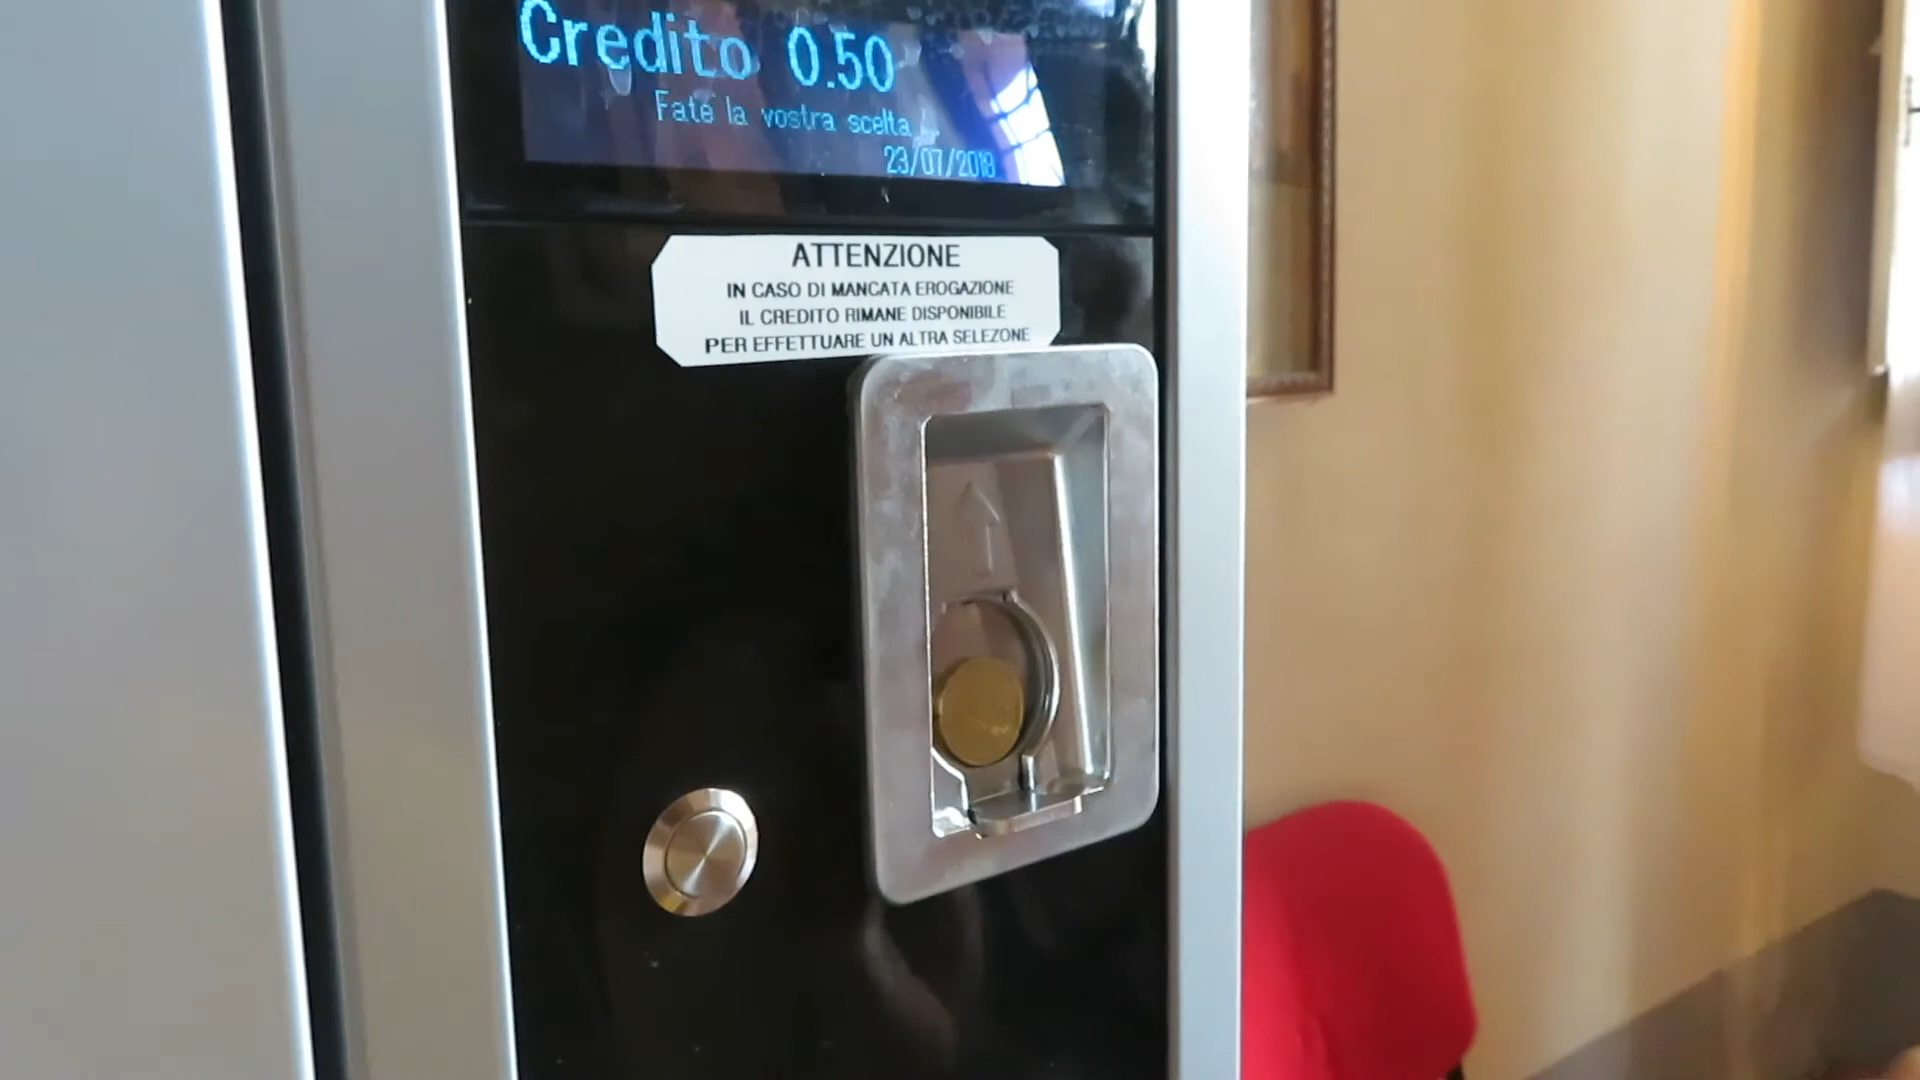 Credito 0.50
Fate la vostra scelta
23/07/2018
ATTENZIONE
IN CASO DI MANCATA EROGAZIONE
IL CREDITO RIMANE DISPONIBILE
PER EFFETTUARE UN ALTRA SELEZONE